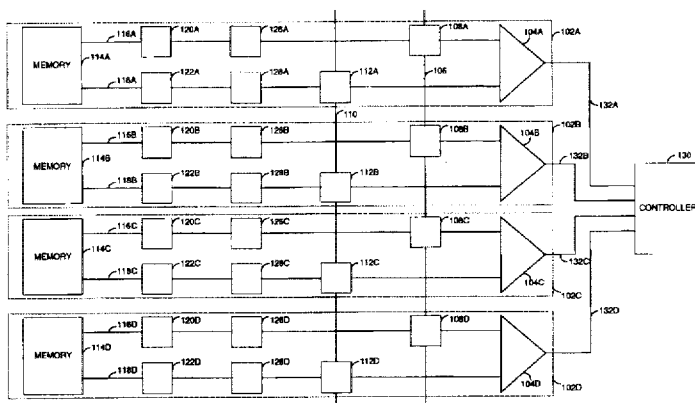 116A 120A 126A 108A 104A 102A
MEMORY 114A
118A 122A 128A 112A 106
132A
110
116B 120B 126B 108B 104B 102B
MEMORY 114B 132B 130
118B 122B 128B 112B
CONTROLLER
116C 120C 126C 108C
MEMORY 114C
118C 122C 128C 112C 104C 132C
102C
132D
116D 120D 126D 108D
MEMORY 114D
118D 122D 128D 112D 104D 102D